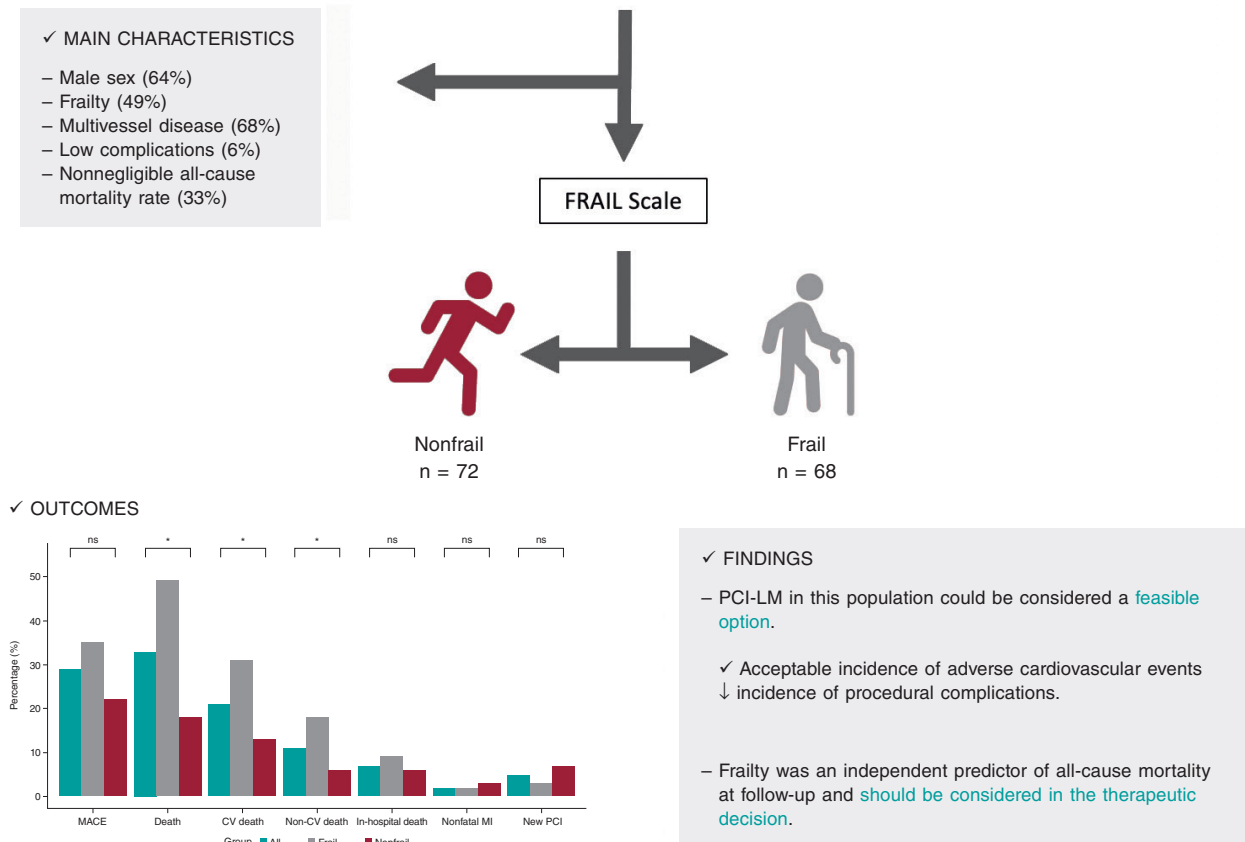 ✓ MAIN CHARACTERISTICS
– Male sex (64%)
– Frailty (49%)
– Multivessel disease (68%)
– Low complications (6%)
– Nonnegligible all-cause
mortality rate (33%)
FRAIL Scale
Nonfrail
n = 72
Frail
n = 68
✓ OUTCOMES
ns * * * ns ns ns
Percentage (%)
50
40
30
20
10
0
MACE Death CV death Non-CV death In-hospital death Nonfatal MI New PCI
Group All Frail Nonfrail
✓ FINDINGS
– PCI-LM in this population could be considered a feasible
option.
✓ Acceptable incidence of adverse cardiovascular events
↓ incidence of procedural complications.
– Frailty was an independent predictor of all-cause mortality
at follow-up and should be considered in the therapeutic
decision.